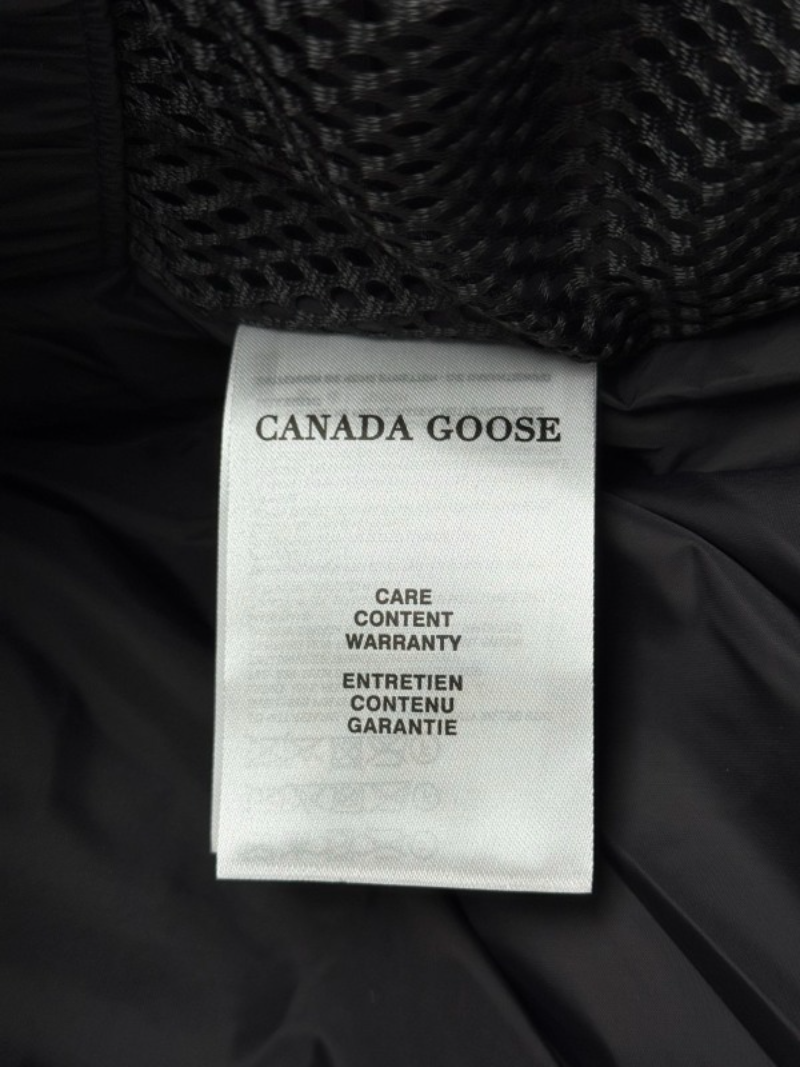 CANADA GOOSE
CARE
CONTENT
WARRANTY
ENTRETIEN
CONTENU
GARANTIE